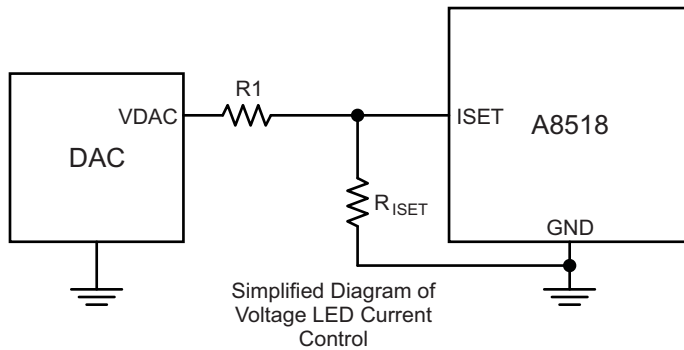 R1
VDAC
ISET
A8518
DAC
RISET
GND
Simplified Diagram of
Voltage LED Current
Control